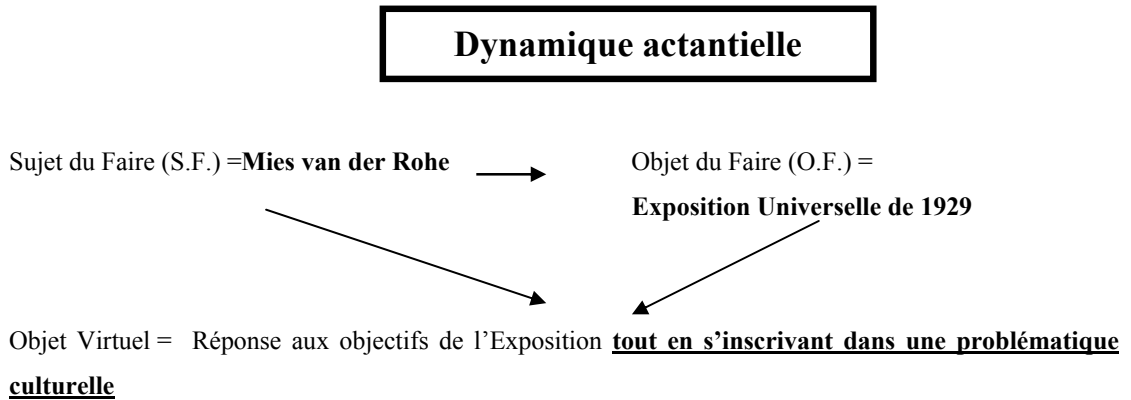 Dynamique actantielle
Sujet du Faire (S.F.) =Mies van der Rohe
Objet du Faire (O.F.) =
Exposition Universelle de 1929
Objet Virtuel = Réponse aux objectifs de l’Exposition tout en s’inscrivant dans une problématique
culturelle